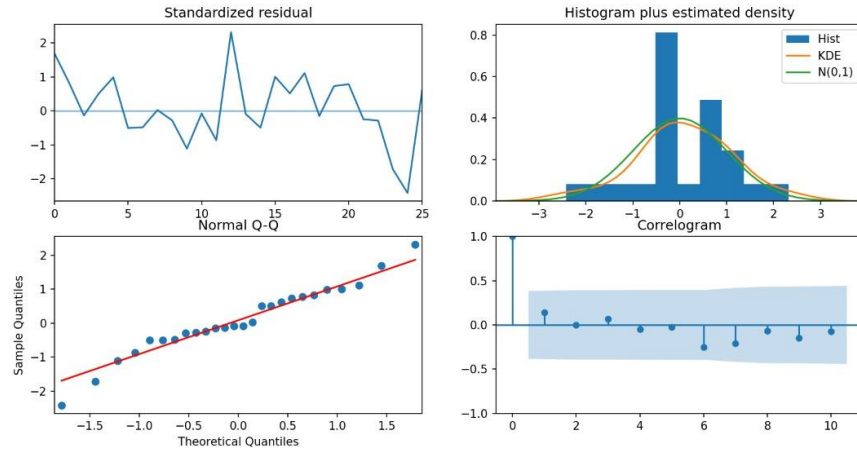 Standardized residual
2
1
0
−1
−2
0 5 10 15 20 25
Histogram plus estimated density
Hist
KDE
N(0,1)
0.8
0.6
0.4
0.2
0.0
−3 −2 −1 0 1 2 3
Normal Q-Q
Sample Quantiles
2
1
0
−1
−2
−1.5 −1.0 −0.5 0.0 0.5 1.0 1.5
Theoretical Quantiles
Correlogram
1.0
0.5
0.0
−0.5
−1.0
0 2 4 6 8 10